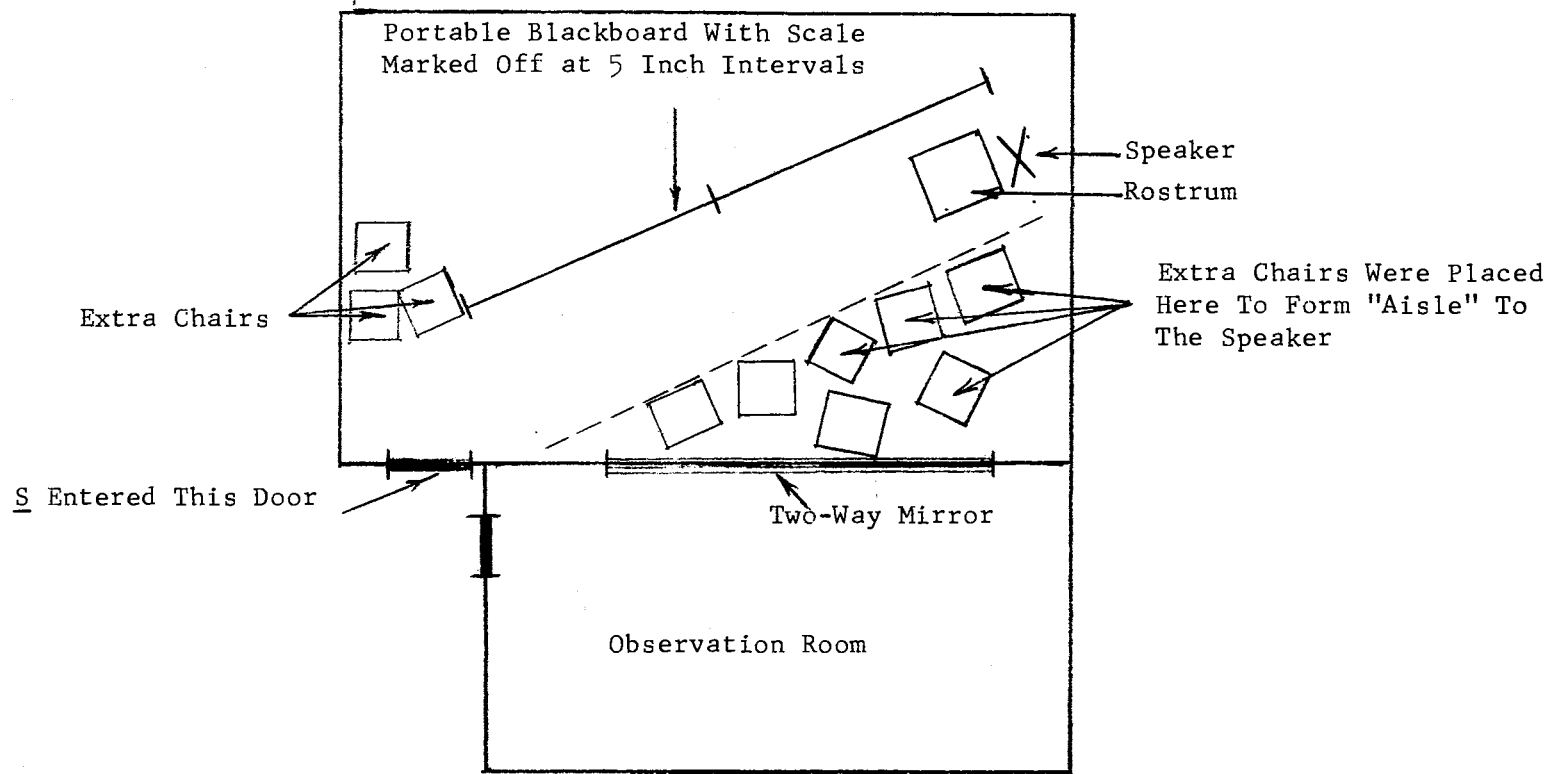 Portable Blackboard With Scale
Marked Off at 5 Inch Intervals
Speaker
Rostrum
Extra Chairs Were Placed
Here To Form "Aisle" To
The Speaker
Extra Chairs
S Entered This Door
Two-Way Mirror
Observation Room